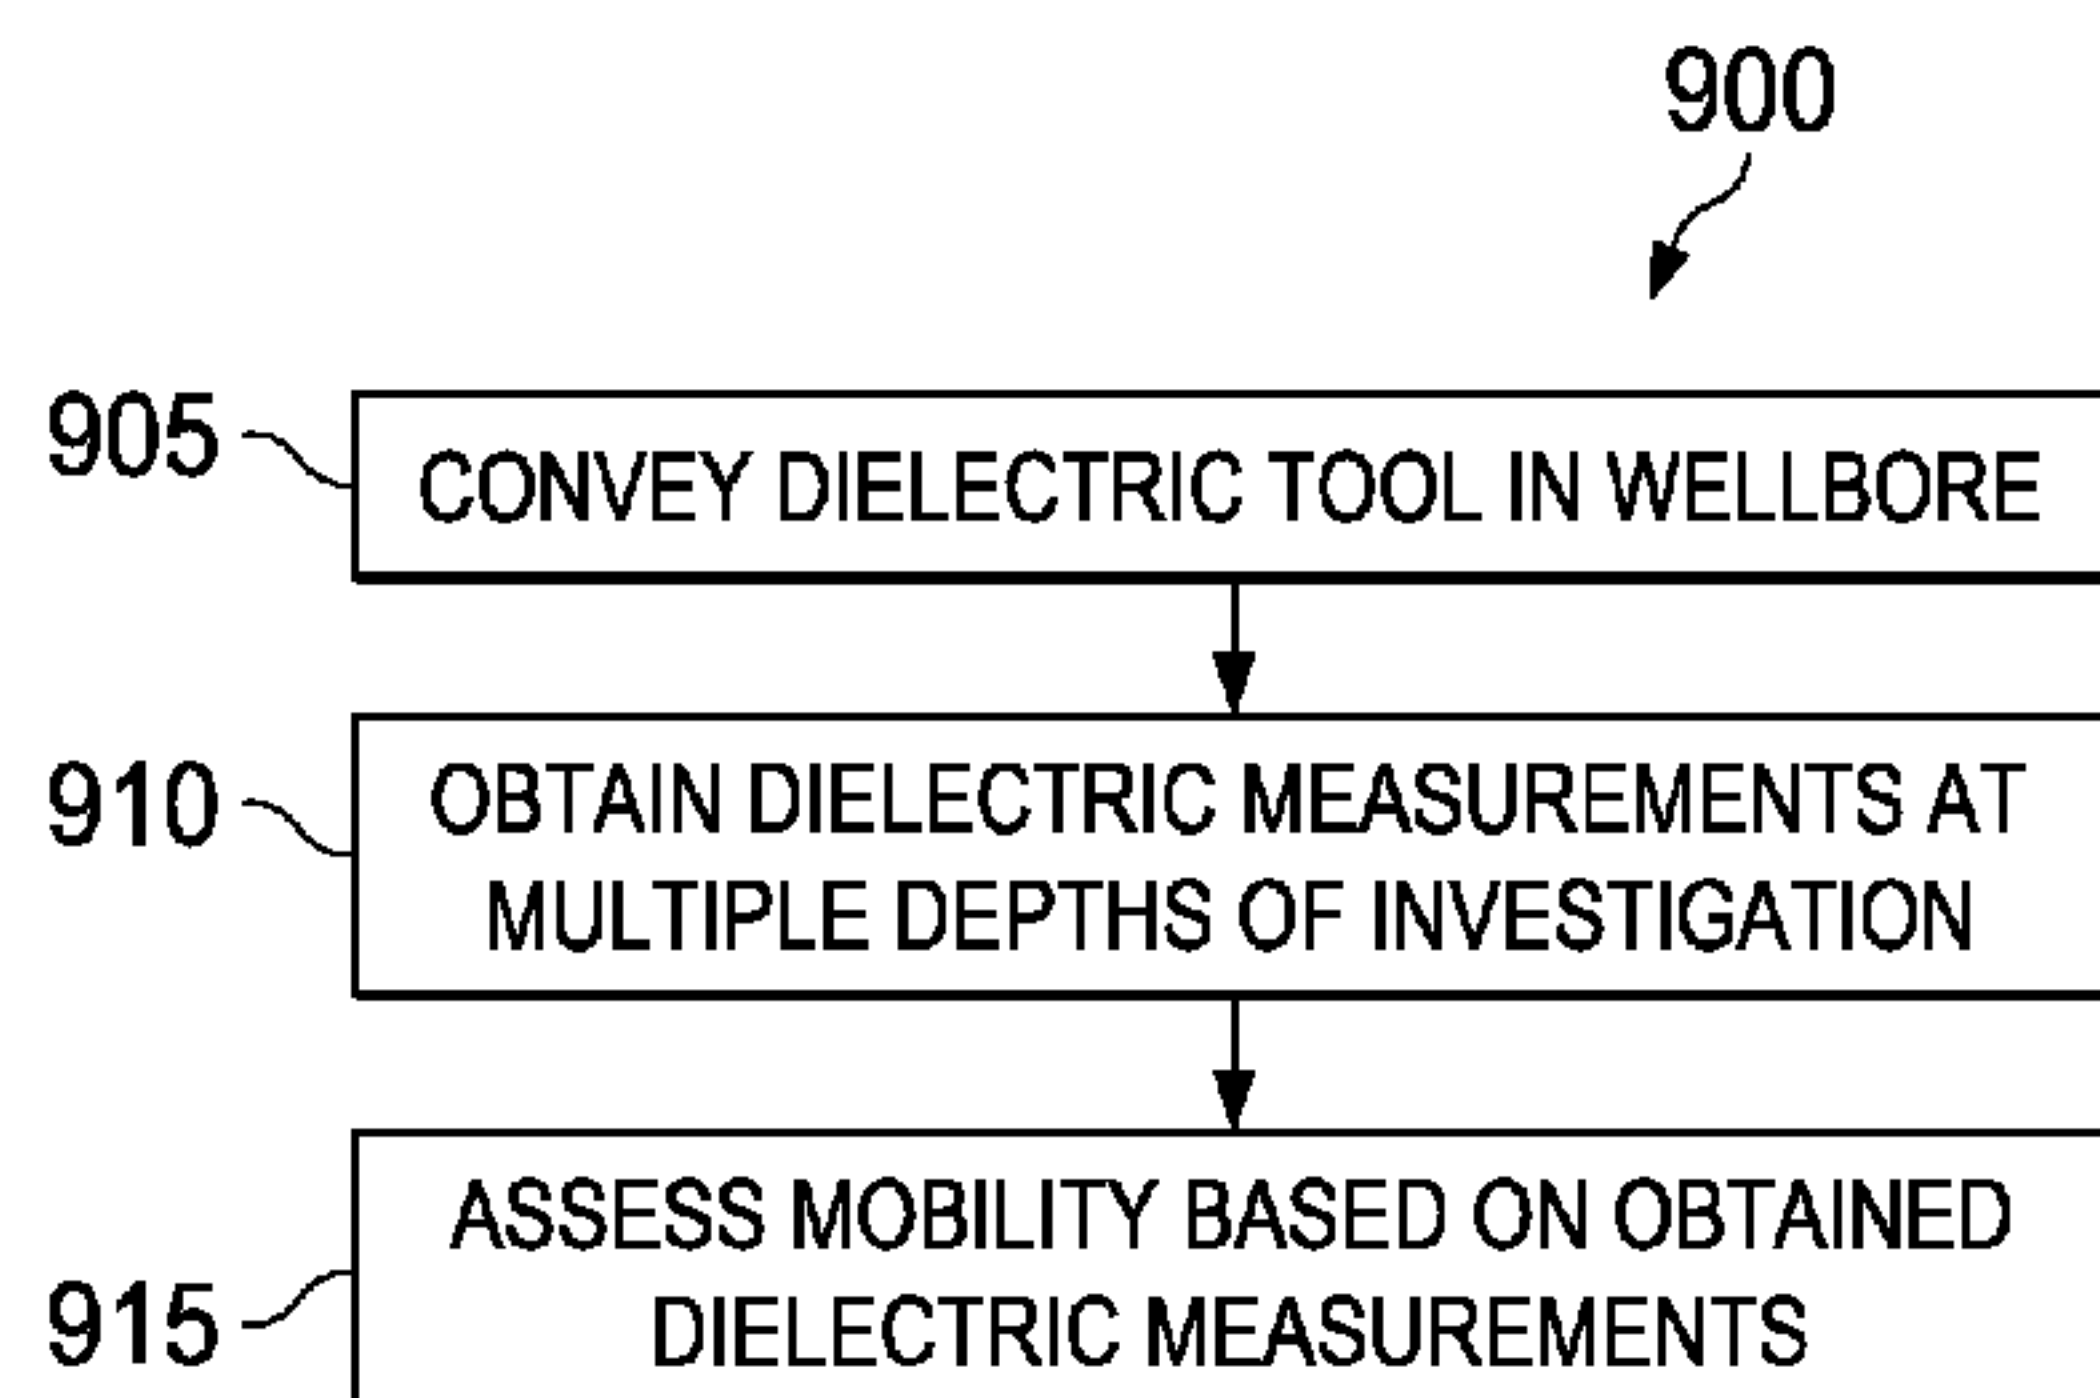 900
905
CONVEY DIELECTRIC TOOL IN WELLBORE
910
OBTAIN DIELECTRIC MEASUREMENTS AT
MULTIPLE DEPTHS OF INVESTIGATION
ASSESS MOBILITY BASED ON OBTAINED
915
DIELECTRIC MEASUREMENTS